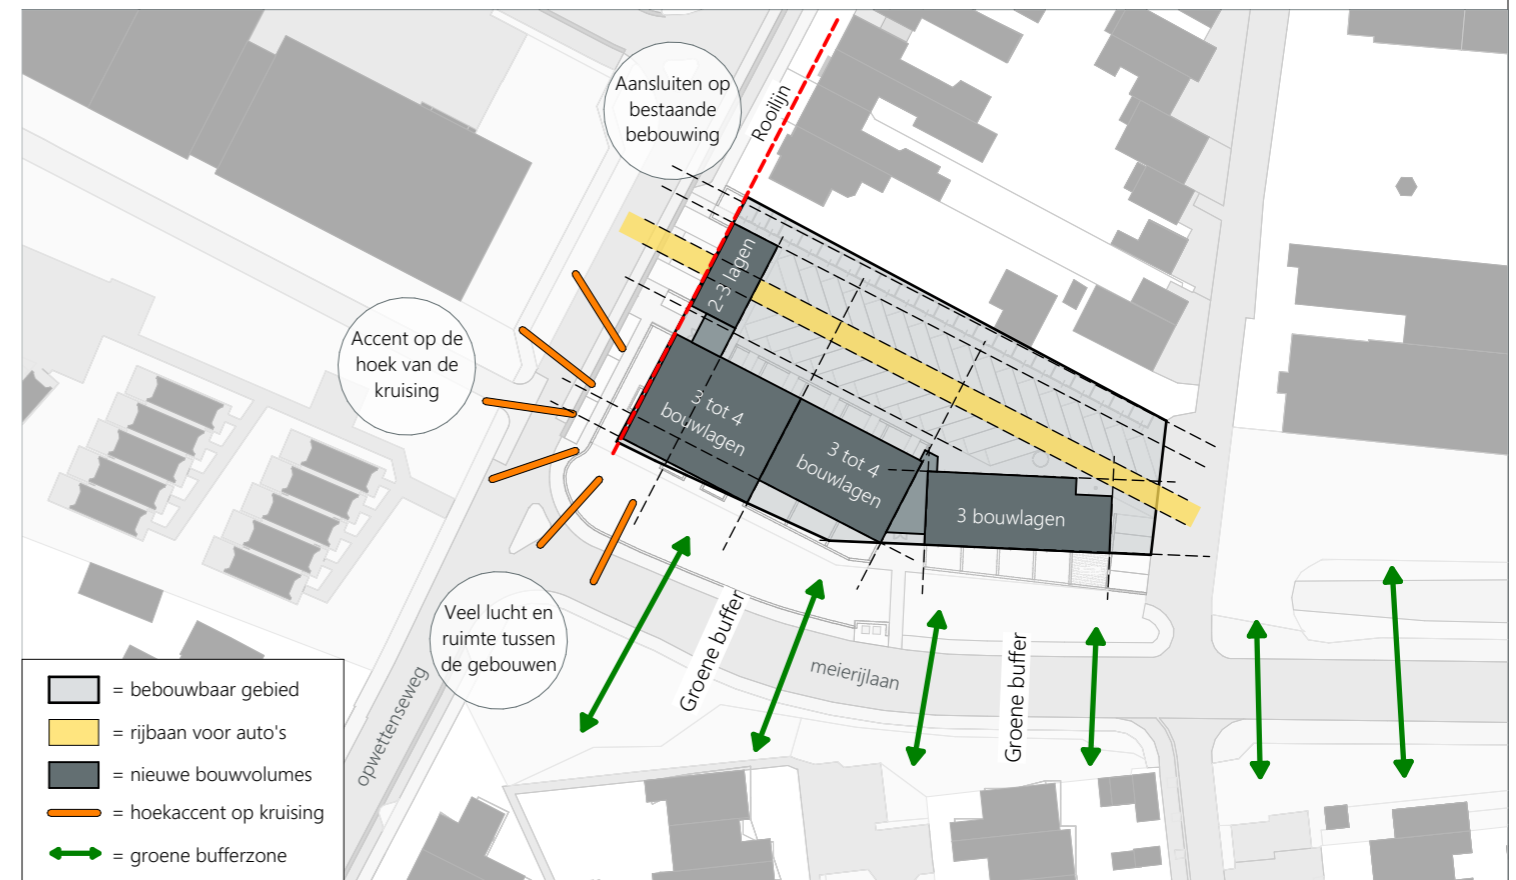 Aansluiten op
bestaande
bebouwing
Rooilijn
2-3 lagen
Accent op de
hoek van de
kruising
3 tot 4
bouwlagen
3 tot 4
bouwlagen
3 bouwlagen
Veel lucht en
ruimte tussen
de gebouwen
Groene buffer
meierijlaan
Groene buffer
opwettenseweg
= bebouwbaar gebied
= rijbaan voor auto's
= nieuwe bouwvolumes
= hoekaccent op kruising
= groene bufferzone